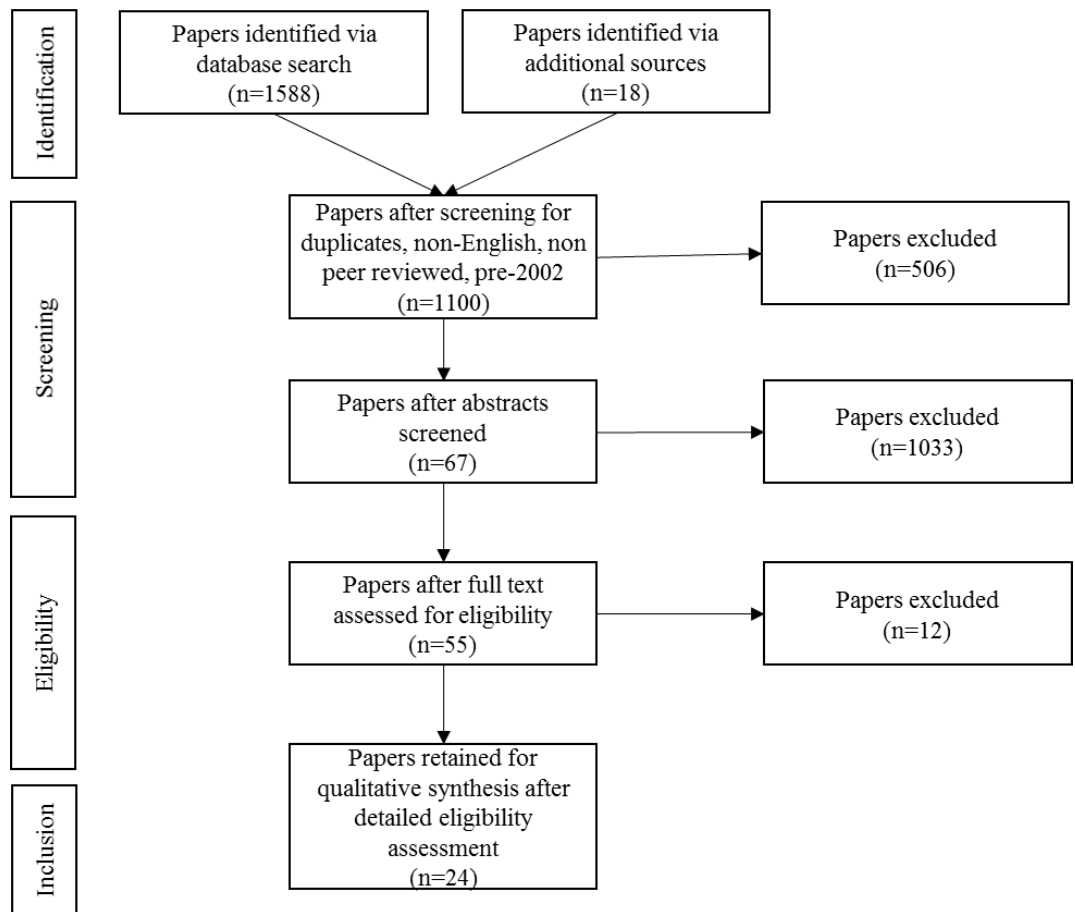 Identification
Papers identified via
database search
(n=1588)
Papers identified via
additional sources
(n=18)
Screening
Papers after screening for
duplicates, non-English, non
peer reviewed, pre-2002
(n=1100)
Papers excluded
(n=506)
Papers after abstracts
screened
(n=67)
Papers excluded
(n=1033)
Eligibility
Papers after full text
assessed for eligibility
(n=55)
Papers excluded
(n=12)
Inclusion
Papers retained for
qualitative synthesis after
detailed eligibility
assessment
(n=24)